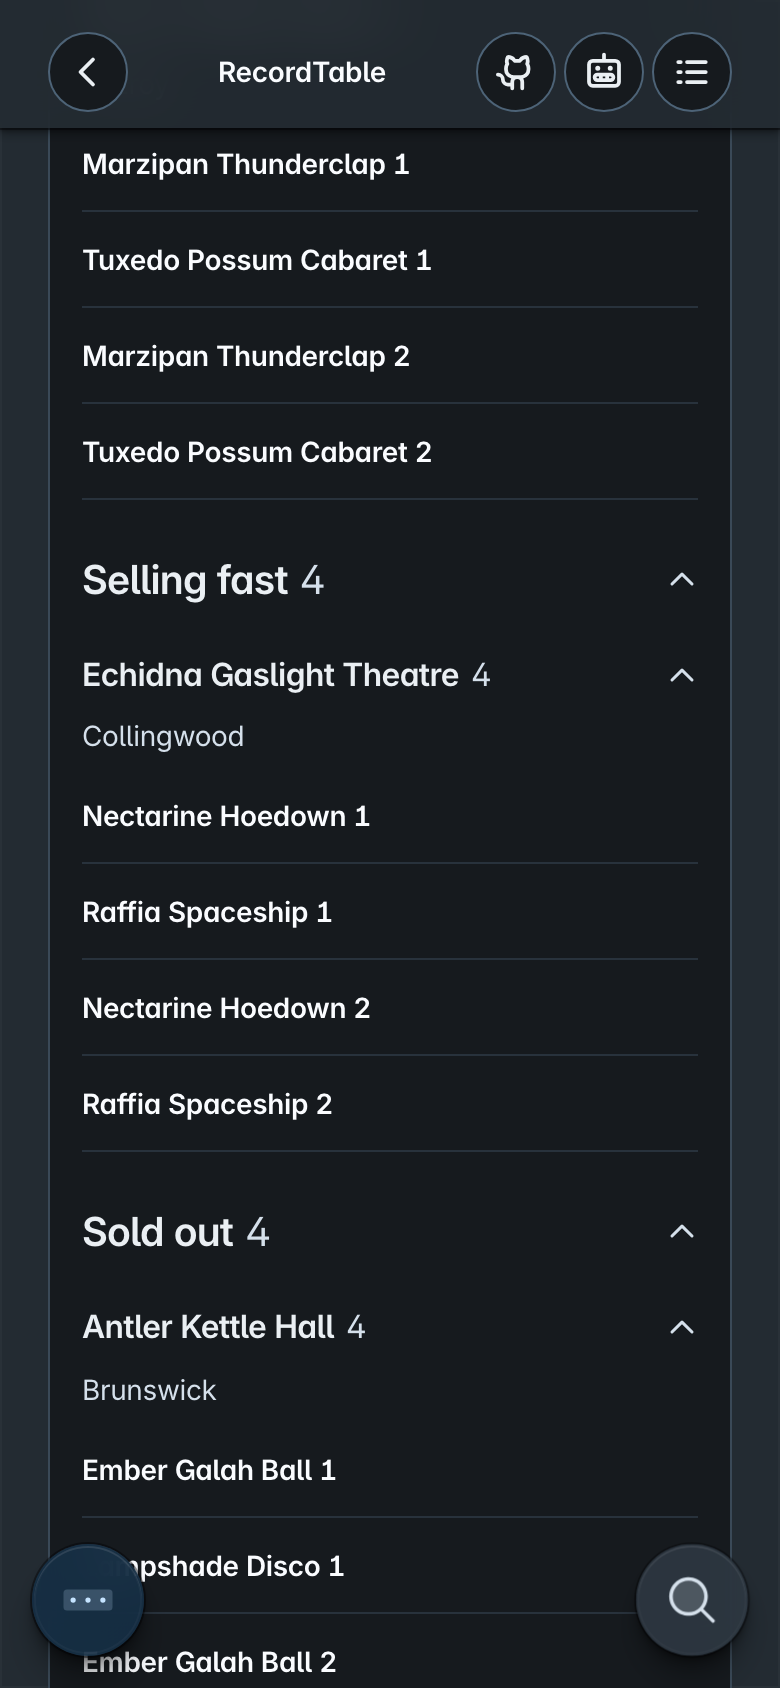 RecordTable
Marzipan Thunderclap 1
Tuxedo Possum Cabaret 1
Marzipan Thunderclap 2
Tuxedo Possum Cabaret 2
Selling fast 4
Echidna Gaslight Theatre 4
Collingwood
Nectarine Hoedown 1
Raffia Spaceship 1
Nectarine Hoedown 2
Raffia Spaceship 2
Sold out 4
Antler Kettle Hall 4
Brunswick
Ember Galah Ball 1
Disco 1
Ember Galah Ball 2